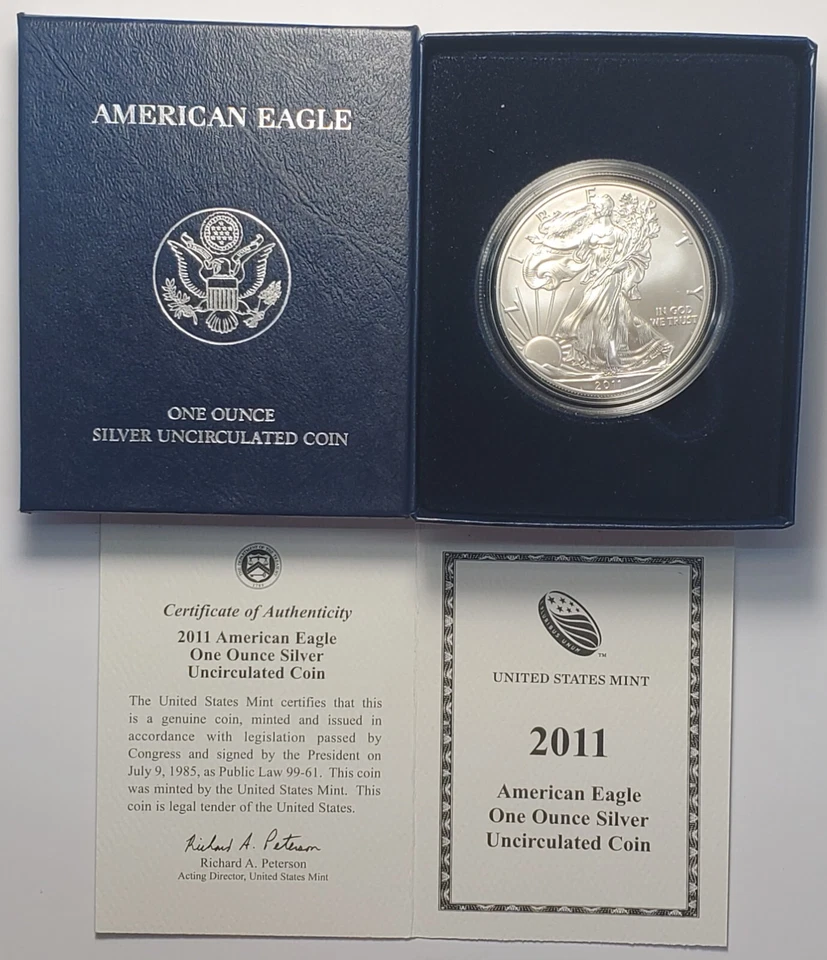 AMERICAN EAGLE
ONE OUNCE
SILVER UNCIRCULATED COIN
LIBERTY
IN GOD
WE TRUST
2011
Certificate of Authenticity
2011 American Eagle
One Ounce Silver
Uncirculated Coin
The United States Mint certifies that this
is a genuine coin, minted and issued in
accordance with legislation passed by
Congress and signed by the President on
July 9, 1985, as Public Law 99-61. This coin
was minted by the United States Mint. This
coin is legal tender of the United States.
Richard A. Peterson
Richard A. Peterson
Acting Director, United States Mint
E PLURIBUS UNUM
TM
UNITED STATES MINT
2011
American Eagle
One Ounce Silver
Uncirculated Coin